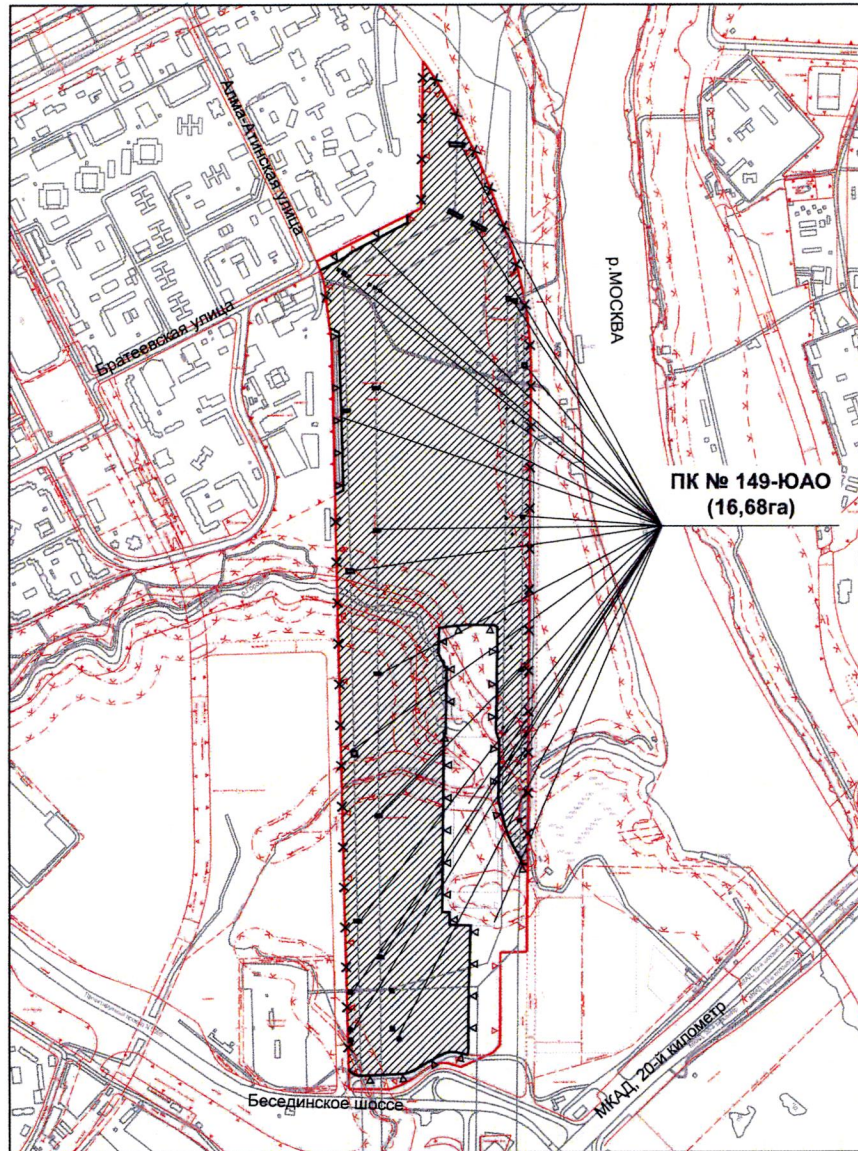 Алма-Атинская улица
Братеевская улица
р.МОСКВА
ПК № 149-ЮАО
(16,68га)
МКАД, 20-й километр
Бесединское шоссе